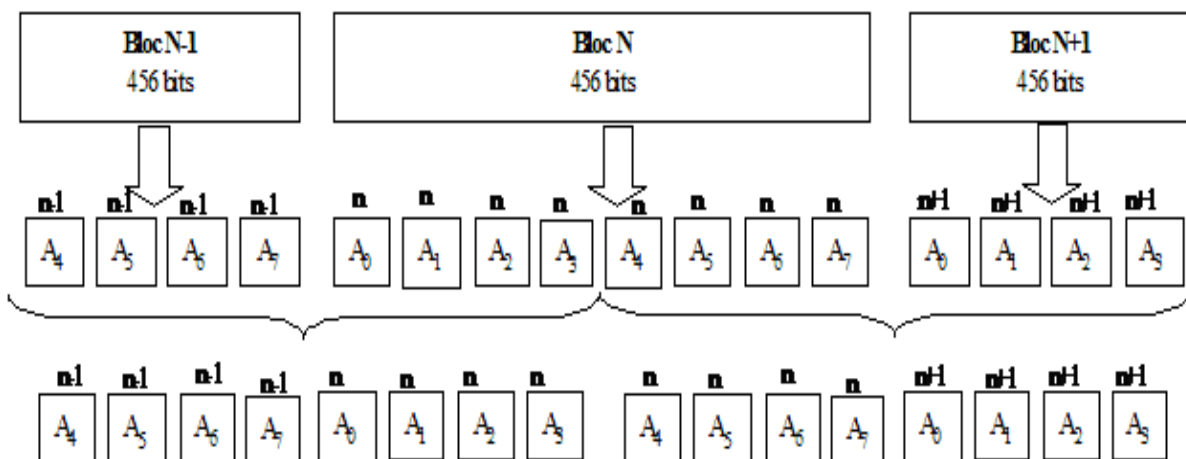 Bloc N-1 Bloc N Bloc N+1
456 bits 456 bits 456 bits
n-1 n-1 n-1 n-1 n n n n n n n n n+1 n+1 n+1 n+1
A4 A5 A6 A7 A0 A1 A2 A3 A4 A5 A6 A7 A0 A1 A2 A3
n-1 n-1 n-1 n-1 n n n n n n n n n+1 n+1 n+1 n+1
A4 A5 A6 A7 A0 A1 A2 A3 A4 A5 A6 A7 A0 A1 A2 A3